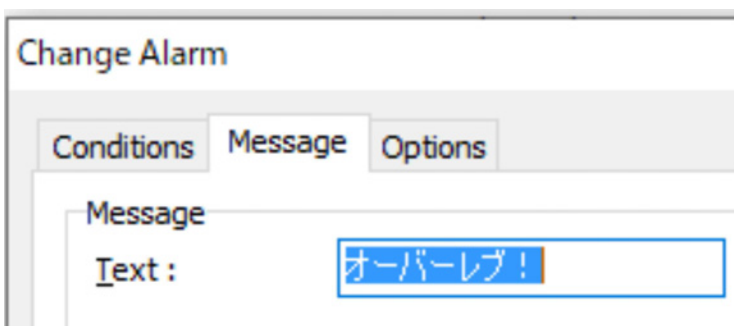 Change Alarm
Conditions Message Options
Message
Text : オーバーレブ！